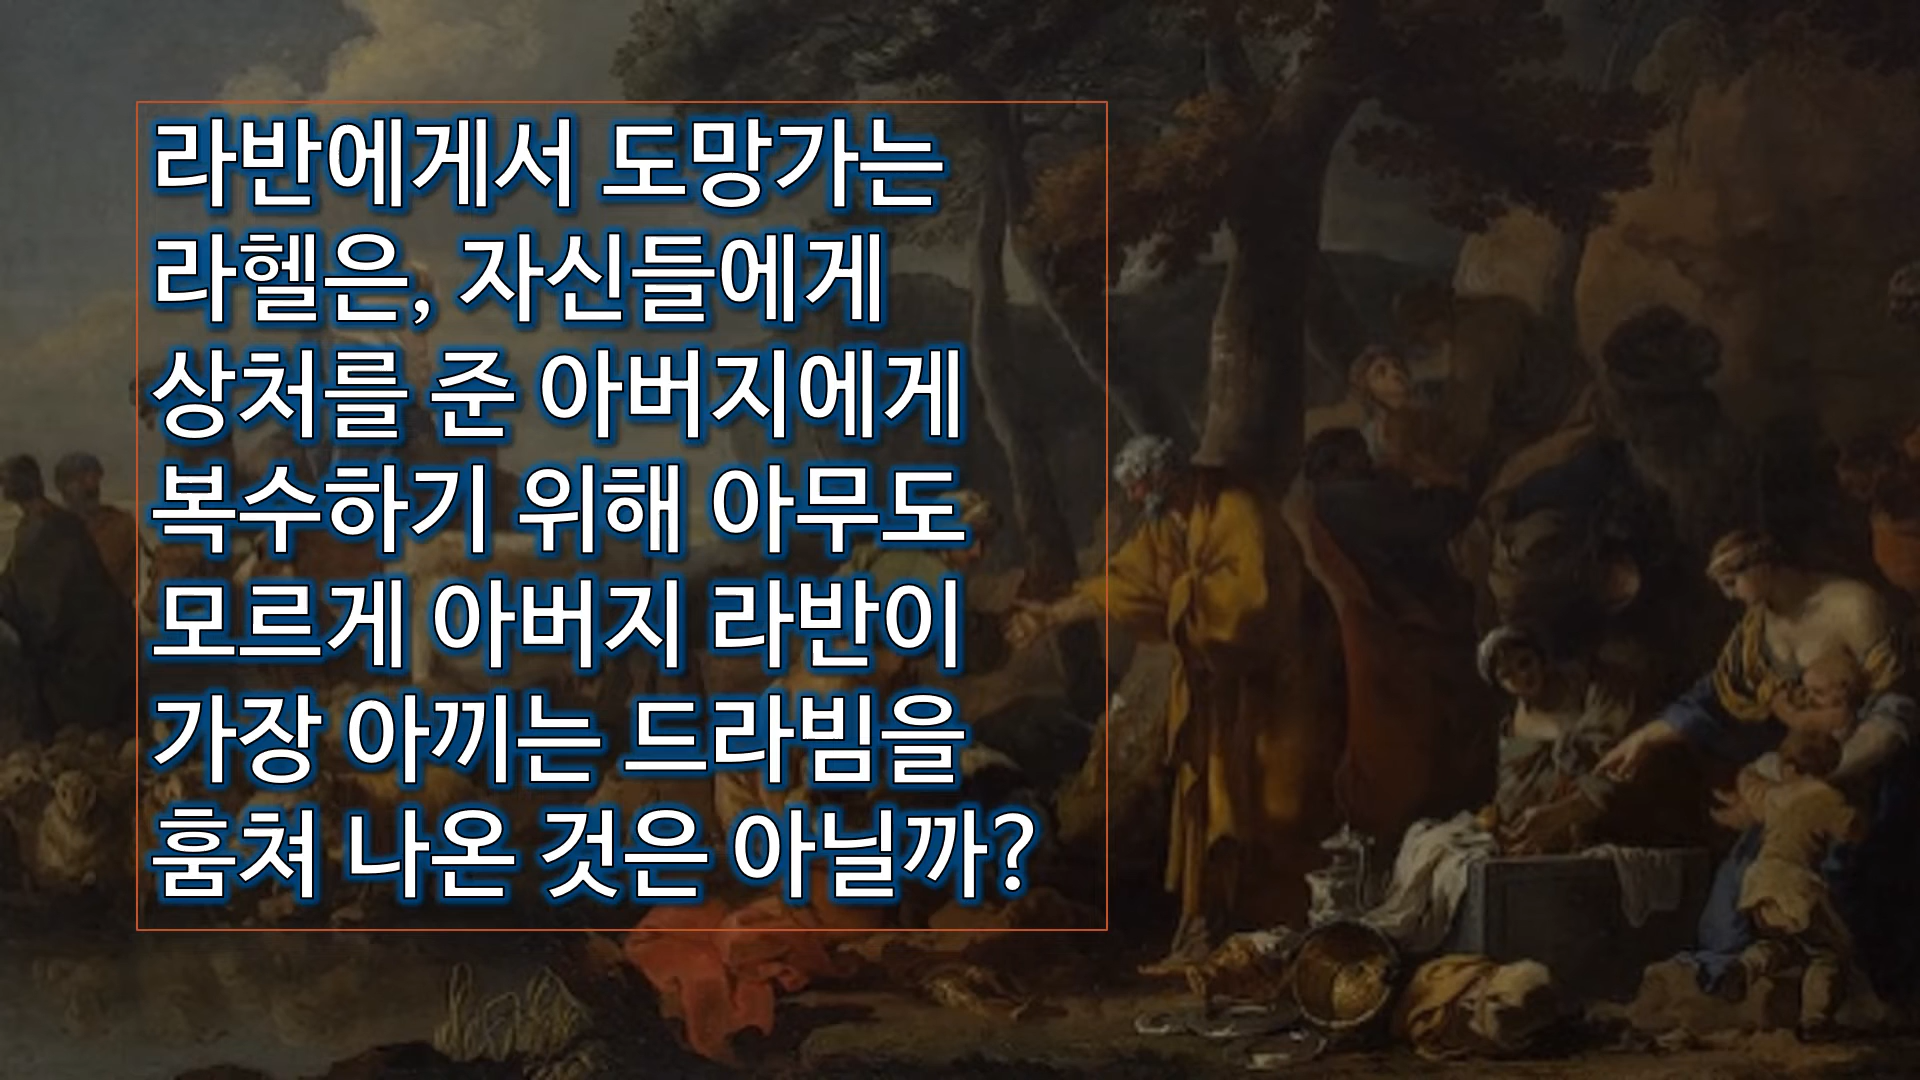 라반에게서 도망가는
라헬은, 자신들에게
상처를 준 아버지에게
복수하기 위해 아무도
모르게 아버지 라반이
가장 아끼는 드라빔을
훔쳐 나온 것은 아닐까?